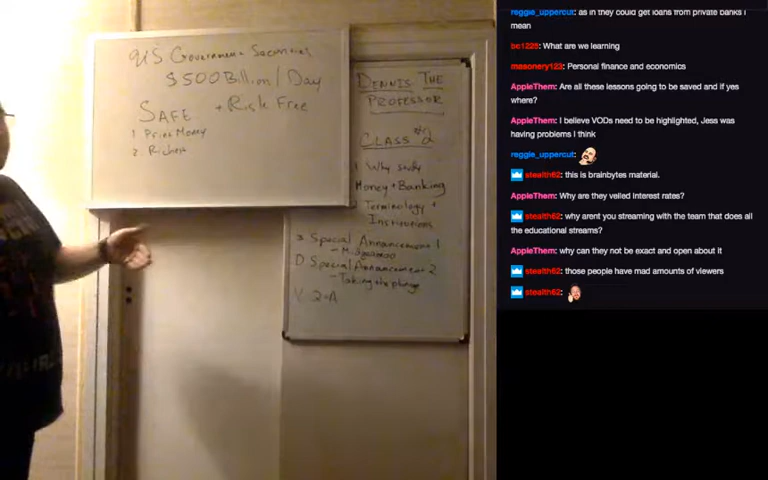 US Government Securities
$500 Billion/Day
SAFE + Risk Free
1 Prints Money
2 Richest
DENNIS THE
PROFESSOR
CLASS #2
1 Why study
Money + Banking
Terminology +
Institutions
3 Special Announcement 1
D Special Announcement 2
- Taking the plunge
V Q+A
reggie_uppercut: as in they could get loans from private banks I
mean
bc1225: What are we learning
masonery123: Personal finance and economics
AppleThem: Are all these lessons going to be saved and if yes
where?
AppleThem: I believe VODs need to be highlighted, Jess was
having problems I think
reggie_uppercut:
stealth62: this is brainbytes material.
AppleThem: Why are they veiled interest rates?
stealth62: why arent you streaming with the team that does all
the educational streams?
AppleThem: why can they not be exact and open about it
stealth62: those people have mad amounts of viewers
stealth62: